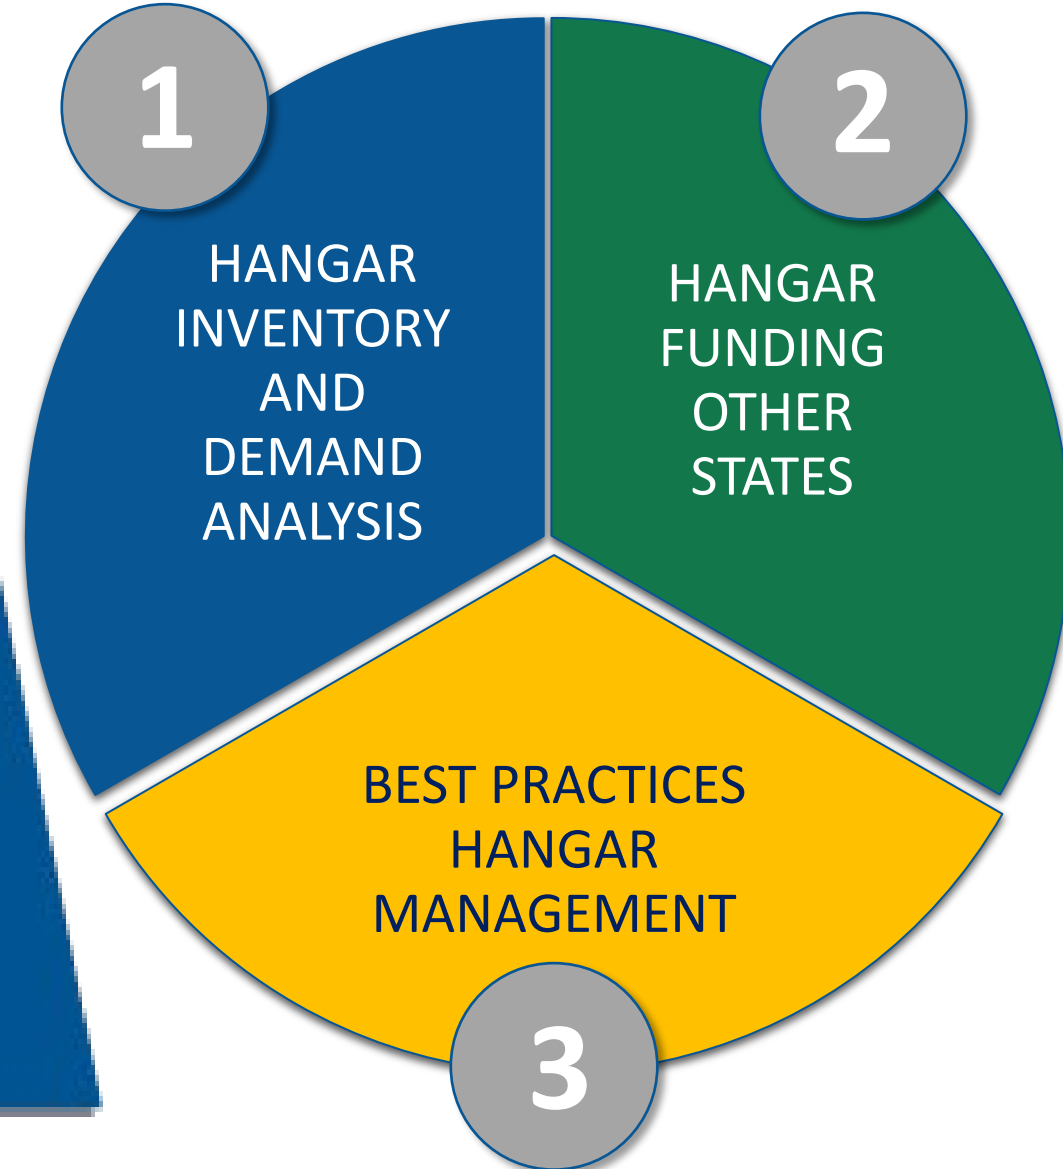 1
HANGAR
INVENTORY
AND
DEMAND
ANALYSIS
2
HANGAR
FUNDING
OTHER
STATES
BEST PRACTICES
HANGAR
MANAGEMENT
3